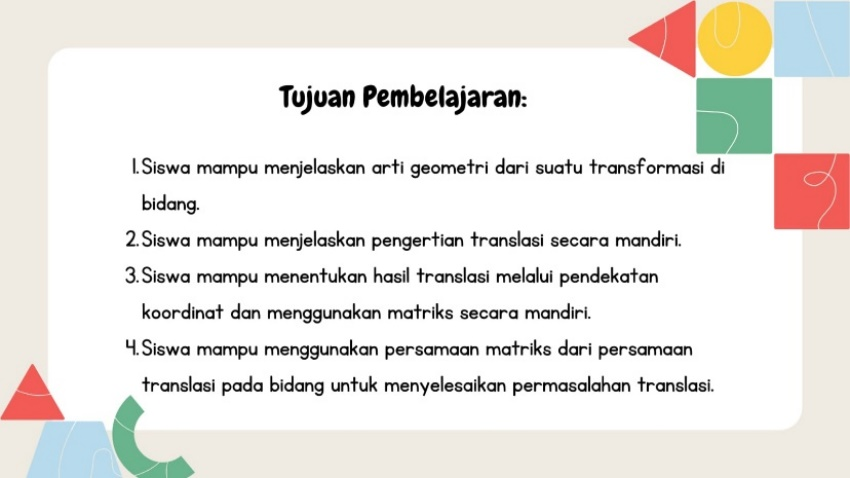 Tujuan Pembelajaran:
1. Siswa mampu menjelaskan arti geometri dari suatu transformasi di
bidang.
2. Siswa mampu menjelaskan pengertian translasi secara mandiri.
3. Siswa mampu menentukan hasil translasi melalui pendekatan
koordinat dan menggunakan matriks secara mandiri.
4. Siswa mampu menggunakan persamaan matriks dari persamaan
translasi pada bidang untuk menyelesaikan permasalahan translasi.